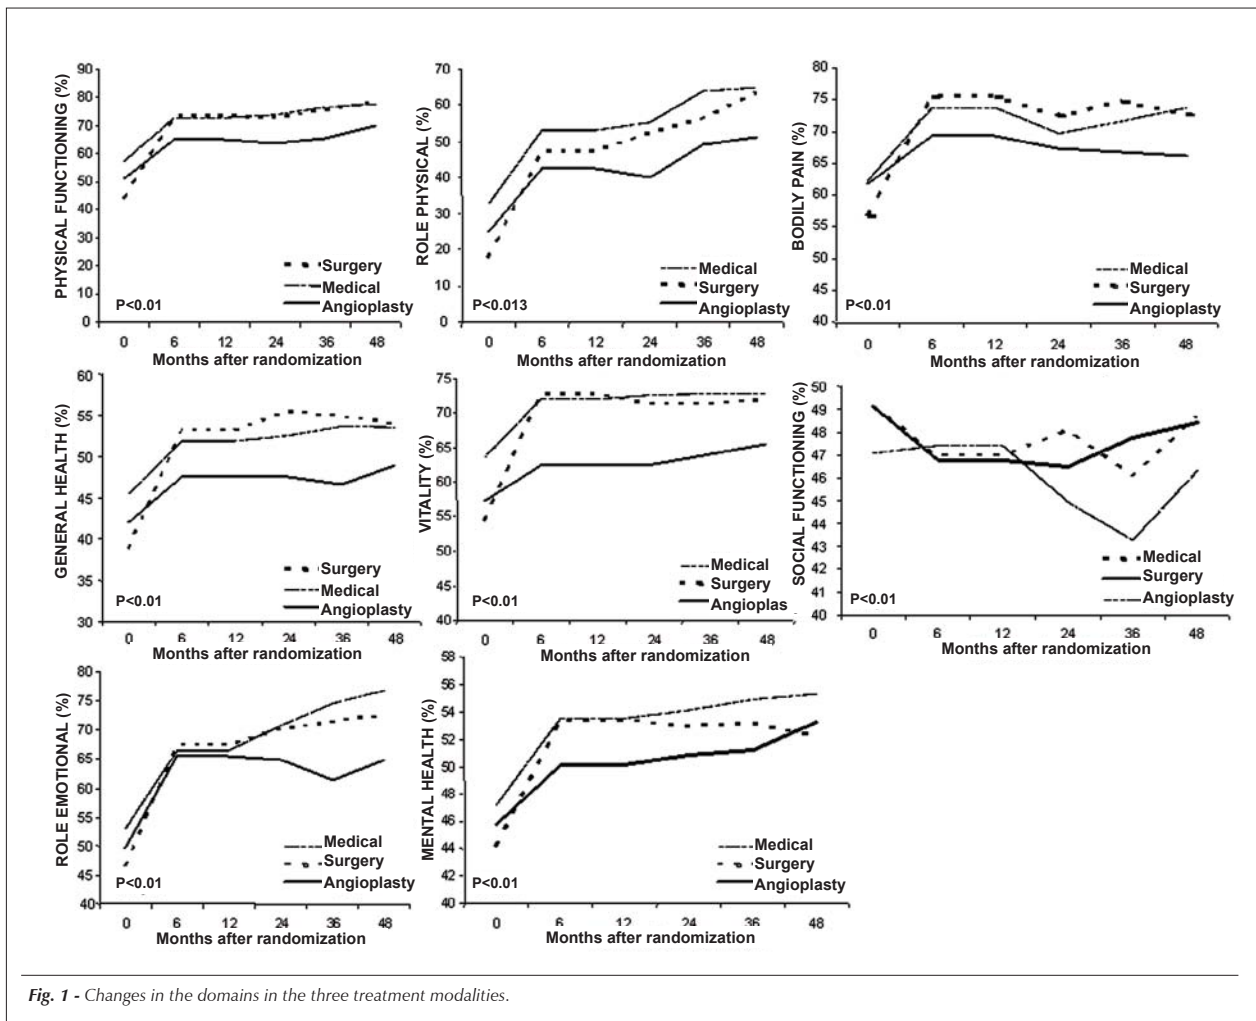 PHYSICAL FUNCTIONING (%)
90
80
70
60
50
40
30
20
10
0
Surgery
Medical
Angioplasty
P<0.01
0 6 12 24 36 48
Months after randomization
ROLE PHYSICAL (%)
70
60
50
40
30
20
10
0
Medical
Surgery
Angioplasty
P<0.013
0 6 12 24 36 48
Months after randomization
BODILY PAIN (%)
80
75
70
65
60
55
50
45
40
Medical
Surgery
Angioplasty
P<0.01
0 6 12 24 36 48
Months after randomization
GENERAL HEALTH (%)
60
55
50
45
40
35
30
Surgery
Medical
Angioplasty
P<0.01
0 6 12 24 36 48
Months after randomization
VITALITY (%)
75
70
65
60
55
50
45
40
Medical
Surgery
Angioplas
P<0.01
0 6 12 24 36 48
Months after randomization
SOCIAL FUNCTIONING (%)
50
49
48
47
46
45
44
43
42
41
40
Medical
Surgery
Angioplasty
P<0.01
0 6 12 24 36 48
Months after randomization
ROLE EMOTIONAL (%)
80
75
70
65
60
55
50
45
40
Medical
Surgery
Angioplasty
P<0.01
0 6 12 24 36 48
Months after randomization
MENTAL HEALTH (%)
58
56
54
52
50
48
46
44
42
40
Medical
Surgery
Angioplasty
P<0.01
0 6 12 24 36 48
Months after randomization
Fig. 1 - Changes in the domains in the three treatment modalities.